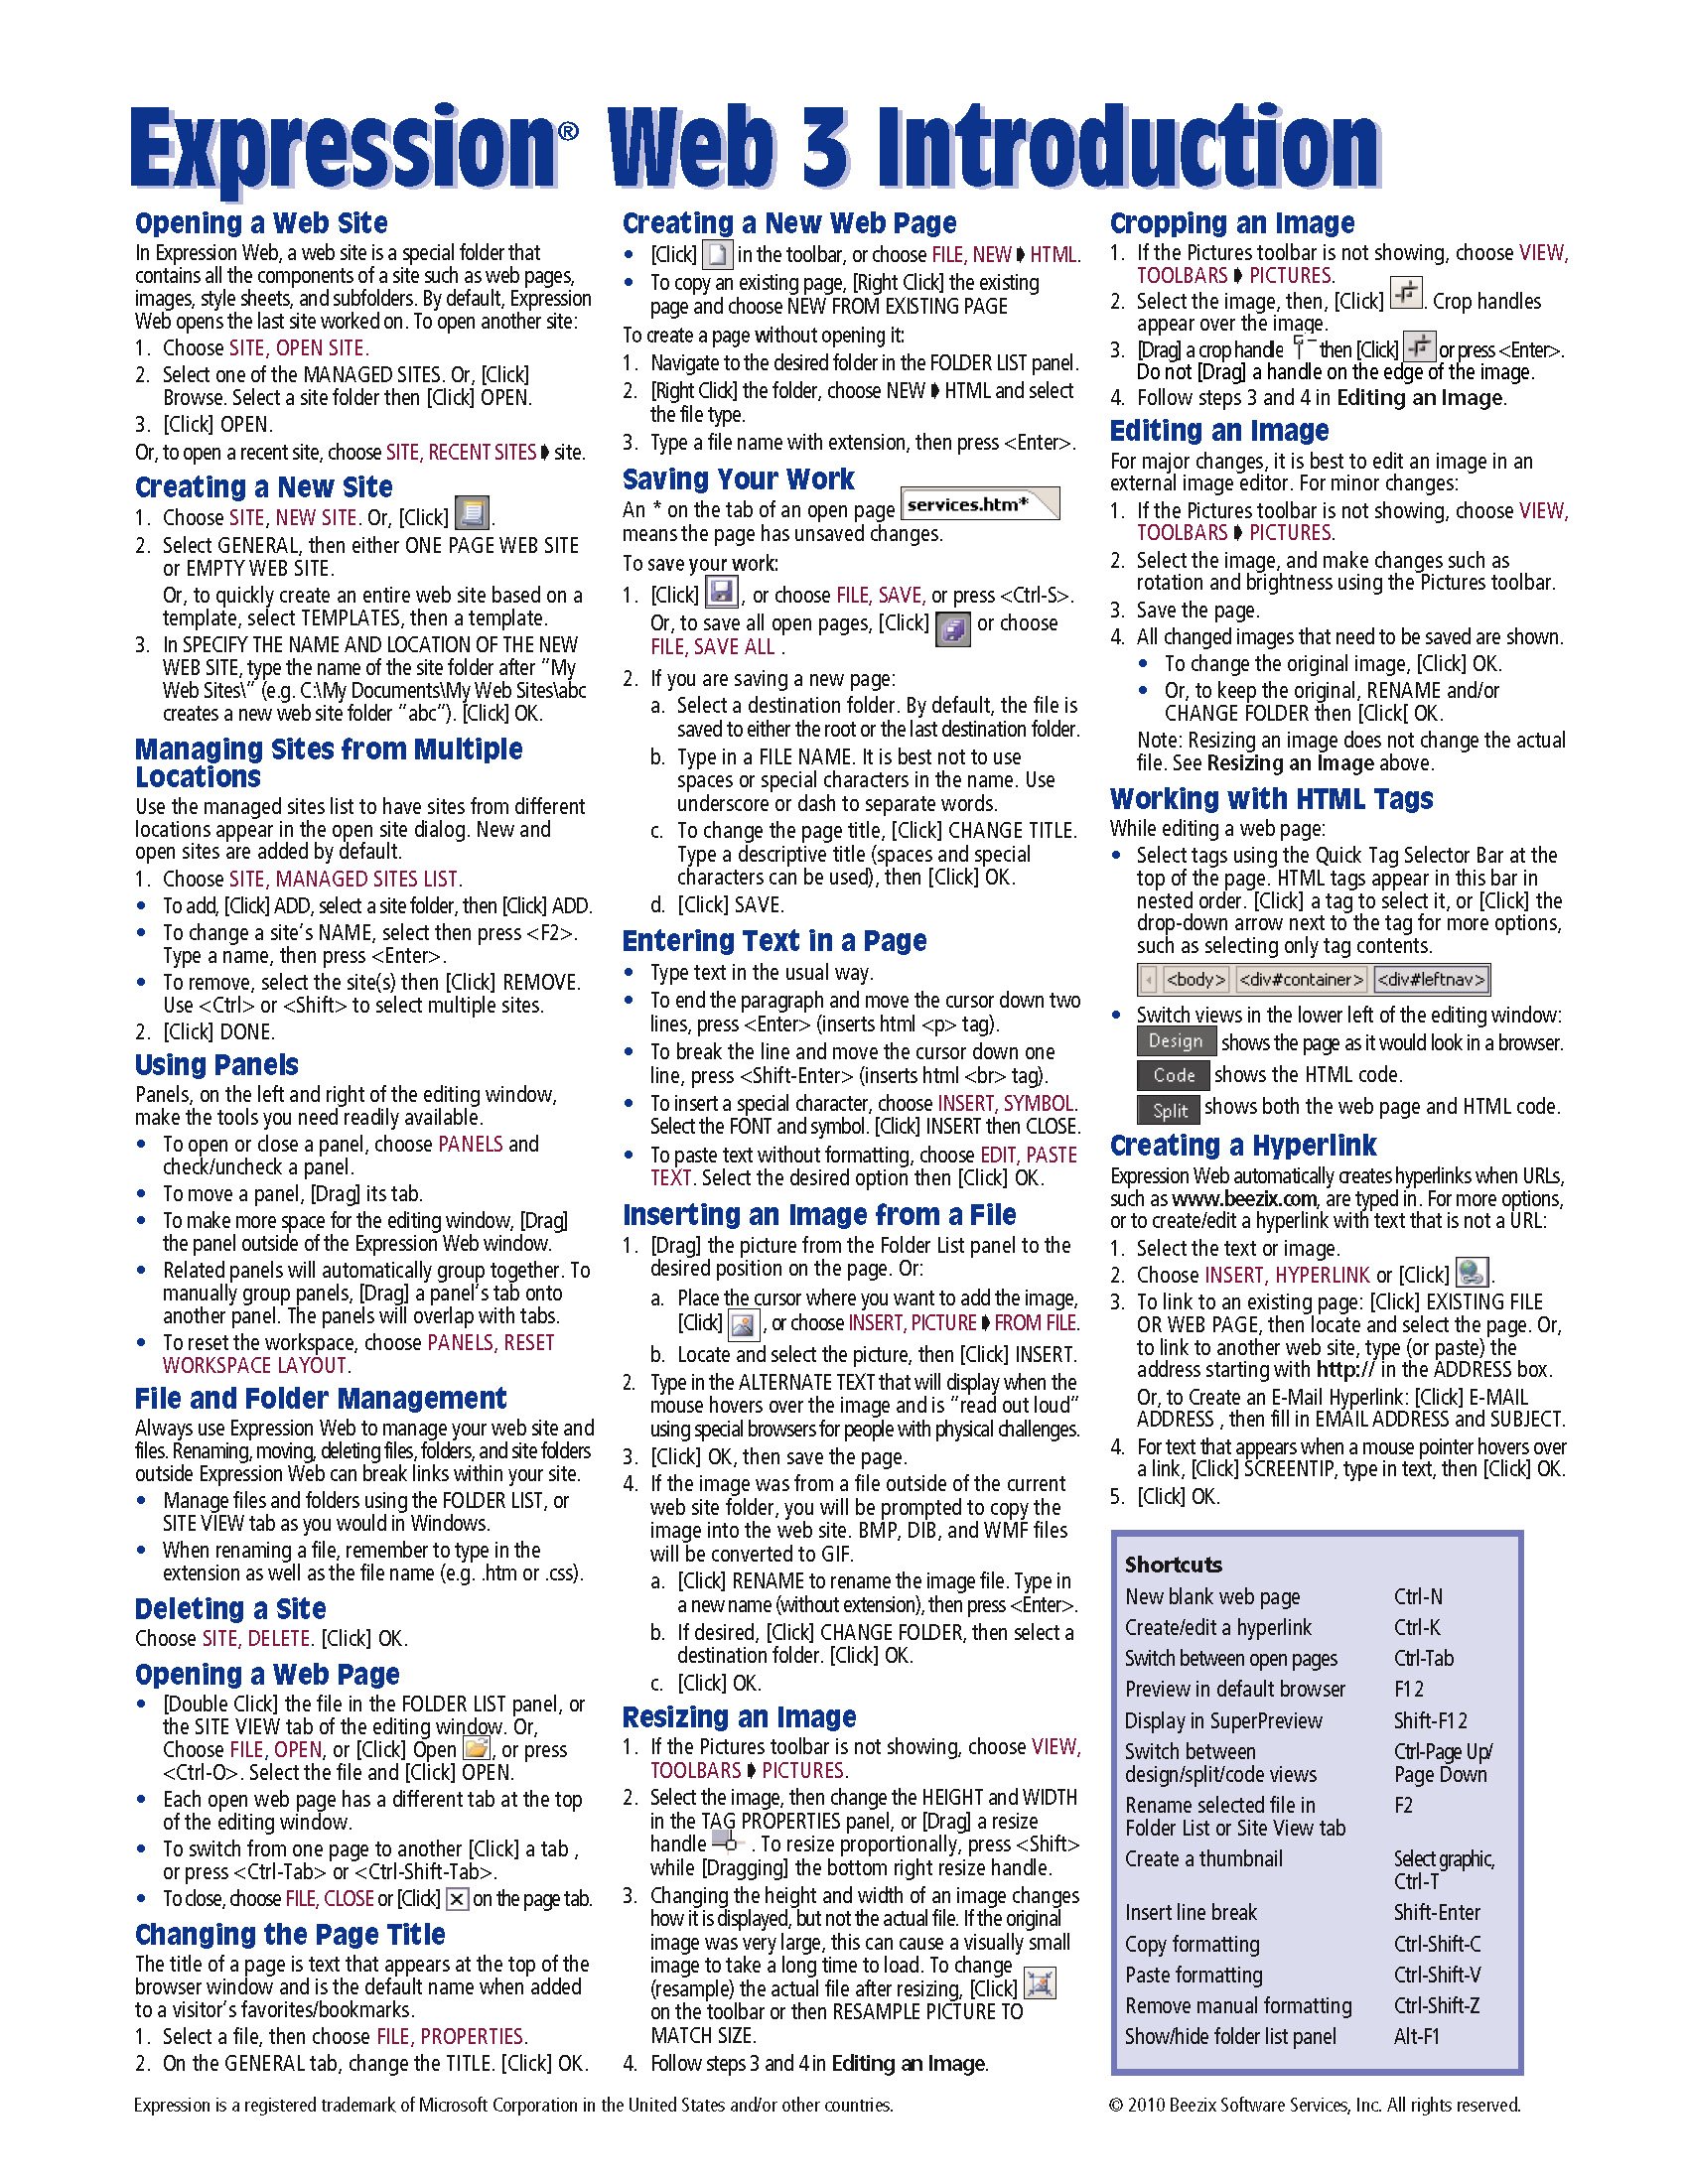 Expression® Web 3 Introduction
Opening a Web Site
In Expression Web, a web site is a special folder that
contains all the components of a site such as web pages,
images, style sheets, and subfolders. By default, Expression
Web opens the last site worked on. To open another site:
1. Choose SITE, OPEN SITE.
2. Select one of the MANAGED SITES. Or, [Click]
Browse. Select a site folder then [Click] OPEN.
3. [Click] OPEN.
Or, to open a recent site, choose SITE, RECENT SITES➧site.
Creating a New Site
1. Choose SITE, NEW SITE. Or, [Click] .
2. Select GENERAL, then either ONE PAGE WEB SITE
or EMPTY WEB SITE.
Or, to quickly create an entire web site based on a
template, select TEMPLATES, then a template.
3. In SPECIFY THE NAME AND LOCATION OF THE NEW
WEB SITE, type the name of the site folder after “My
Web Sites\” (e.g. C:\My Documents\My Web Sites\abc
creates a new web site folder “abc”). [Click] OK.
Managing Sites from Multiple
Locations
Use the managed sites list to have sites from different
locations appear in the open site dialog. New and
open sites are added by default.
1. Choose SITE, MANAGED SITES LIST.
• To add, [Click] ADD, select a site folder, then [Click] ADD.
• To change a site’s NAME, select then press <F2>.
Type a name, then press <Enter>.
• To remove, select the site(s) then [Click] REMOVE.
Use <Ctrl> or <Shift> to select multiple sites.
2. [Click] DONE.
Using Panels
Panels, on the left and right of the editing window,
make the tools you need readily available.
• To open or close a panel, choose PANELS and
check/uncheck a panel.
• To move a panel, [Drag] its tab.
• To make more space for the editing window, [Drag]
the panel outside of the Expression Web window.
• Related panels will automatically group together. To
manually group panels, [Drag] a panel’s tab onto
another panel. The panels will overlap with tabs.
• To reset the workspace, choose PANELS, RESET
WORKSPACE LAYOUT.
File and Folder Management
Always use Expression Web to manage your web site and
files. Renaming, moving, deleting files, folders, and site folders
outside Expression Web can break links within your site.
• Manage files and folders using the FOLDER LIST, or
SITE VIEW tab as you would in Windows.
• When renaming a file, remember to type in the
extension as well as the file name (e.g. .htm or .css).
Deleting a Site
Choose SITE, DELETE. [Click] OK.
Opening a Web Page
• [Double Click] the file in the FOLDER LIST panel, or
the SITE VIEW tab of the editing window. Or,
Choose FILE, OPEN, or [Click] Open , or press
<Ctrl-O>. Select the file and [Click] OPEN.
• Each open web page has a different tab at the top
of the editing window.
• To switch from one page to another [Click] a tab ,
or press <Ctrl-Tab> or <Ctrl-Shift-Tab>.
• To close, choose FILE, CLOSE or [Click] on the page tab.
Changing the Page Title
The title of a page is text that appears at the top of the
browser window and is the default name when added
to a visitor’s favorites/bookmarks.
1. Select a file, then choose FILE, PROPERTIES.
2. On the GENERAL tab, change the TITLE. [Click] OK.
Creating a New Web Page
• [Click] in the toolbar, or choose FILE, NEW➧HTML.
• To copy an existing page, [Right Click] the existing
page and choose NEW FROM EXISTING PAGE
To create a page without opening it:
1. Navigate to the desired folder in the FOLDER LIST panel.
2. [Right Click] the folder, choose NEW➧HTML and select
the file type.
3. Type a file name with extension, then press <Enter>.
Saving Your Work
An * on the tab of an open page services.htm*
means the page has unsaved changes.
To save your work:
1. [Click] , or choose FILE, SAVE, or press <Ctrl-S>.
Or, to save all open pages, [Click] or choose
FILE, SAVE ALL .
2. If you are saving a new page:
a. Select a destination folder. By default, the file is
saved to either the root or the last destination folder.
b. Type in a FILE NAME. It is best not to use
spaces or special characters in the name. Use
underscore or dash to separate words.
c. To change the page title, [Click] CHANGE TITLE.
Type a descriptive title (spaces and special
characters can be used), then [Click] OK.
d. [Click] SAVE.
Entering Text in a Page
• Type text in the usual way.
• To end the paragraph and move the cursor down two
lines, press <Enter> (inserts html <p> tag).
• To break the line and move the cursor down one
line, press <Shift-Enter> (inserts html <br> tag).
• To insert a special character, choose INSERT, SYMBOL.
Select the FONT and symbol. [Click] INSERT then CLOSE.
• To paste text without formatting, choose EDIT, PASTE
TEXT. Select the desired option then [Click] OK.
Inserting an Image from a File
1. [Drag] the picture from the Folder List panel to the
desired position on the page. Or:
a. Place the cursor where you want to add the image,
[Click] , or choose INSERT, PICTURE➧FROM FILE.
b. Locate and select the picture, then [Click] INSERT.
2. Type in the ALTERNATE TEXT that will display when the
mouse hovers over the image and is “read out loud”
using special browsers for people with physical challenges.
3. [Click] OK, then save the page.
4. If the image was from a file outside of the current
web site folder, you will be prompted to copy the
image into the web site. BMP, DIB, and WMF files
will be converted to GIF.
a. [Click] RENAME to rename the image file. Type in
a new name (without extension), then press <Enter>.
b. If desired, [Click] CHANGE FOLDER, then select a
destination folder. [Click] OK.
c. [Click] OK.
Resizing an Image
1. If the Pictures toolbar is not showing, choose VIEW,
TOOLBARS➧PICTURES.
2. Select the image, then change the HEIGHT and WIDTH
in the TAG PROPERTIES panel, or [Drag] a resize
handle . To resize proportionally, press <Shift>
while [Dragging] the bottom right resize handle.
3. Changing the height and width of an image changes
how it is displayed, but not the actual file. If the original
image was very large, this can cause a visually small
image to take a long time to load. To change
(resample) the actual file after resizing, [Click]
on the toolbar or then RESAMPLE PICTURE TO
MATCH SIZE.
4. Follow steps 3 and 4 in Editing an Image.
Cropping an Image
1. If the Pictures toolbar is not showing, choose VIEW,
TOOLBARS➧PICTURES.
2. Select the image, then, [Click] . Crop handles
appear over the image.
3. [Drag] a crop handle then [Click] or press <Enter>.
Do not [Drag] a handle on the edge of the image.
4. Follow steps 3 and 4 in Editing an Image.
Editing an Image
For major changes, it is best to edit an image in an
external image editor. For minor changes:
1. If the Pictures toolbar is not showing, choose VIEW,
TOOLBARS➧PICTURES.
2. Select the image, and make changes such as
rotation and brightness using the Pictures toolbar.
3. Save the page.
4. All changed images that need to be saved are shown.
• To change the original image, [Click] OK.
• Or, to keep the original, RENAME and/or
CHANGE FOLDER then [Click[ OK.
Note: Resizing an image does not change the actual
file. See Resizing an Image above.
Working with HTML Tags
While editing a web page:
• Select tags using the Quick Tag Selector Bar at the
top of the page. HTML tags appear in this bar in
nested order. [Click] a tag to select it, or [Click] the
drop-down arrow next to the tag for more options,
such as selecting only tag contents.
<body> <div#container> <div#leftnav>
• Switch views in the lower left of the editing window:
Design shows the page as it would look in a browser.
Code shows the HTML code.
Split shows both the web page and HTML code.
Creating a Hyperlink
Expression Web automatically creates hyperlinks when URLs,
such as www.beezix.com, are typed in. For more options,
or to create/edit a hyperlink with text that is not a URL:
1. Select the text or image.
2. Choose INSERT, HYPERLINK or [Click] .
3. To link to an existing page: [Click] EXISTING FILE
OR WEB PAGE, then locate and select the page. Or,
to link to another web site, type (or paste) the
address starting with http:// in the ADDRESS box.
Or, to Create an E-Mail Hyperlink: [Click] E-MAIL
ADDRESS , then fill in EMAIL ADDRESS and SUBJECT.
4. For text that appears when a mouse pointer hovers over
a link, [Click] SCREENTIP, type in text, then [Click] OK.
5. [Click] OK.
Shortcuts
New blank web page Ctrl-N
Create/edit a hyperlink Ctrl-K
Switch between open pages Ctrl-Tab
Preview in default browser F12
Display in SuperPreview Shift-F12
Switch between Ctrl-Page Up/
design/split/code views Page Down
Rename selected file in F2
Folder List or Site View tab
Create a thumbnail Select graphic,
Ctrl-T
Insert line break Shift-Enter
Copy formatting Ctrl-Shift-C
Paste formatting Ctrl-Shift-V
Remove manual formatting Ctrl-Shift-Z
Show/hide folder list panel Alt-F1
Expression is a registered trademark of Microsoft Corporation in the United States and/or other countries.
© 2010 Beezix Software Services, Inc. All rights reserved.